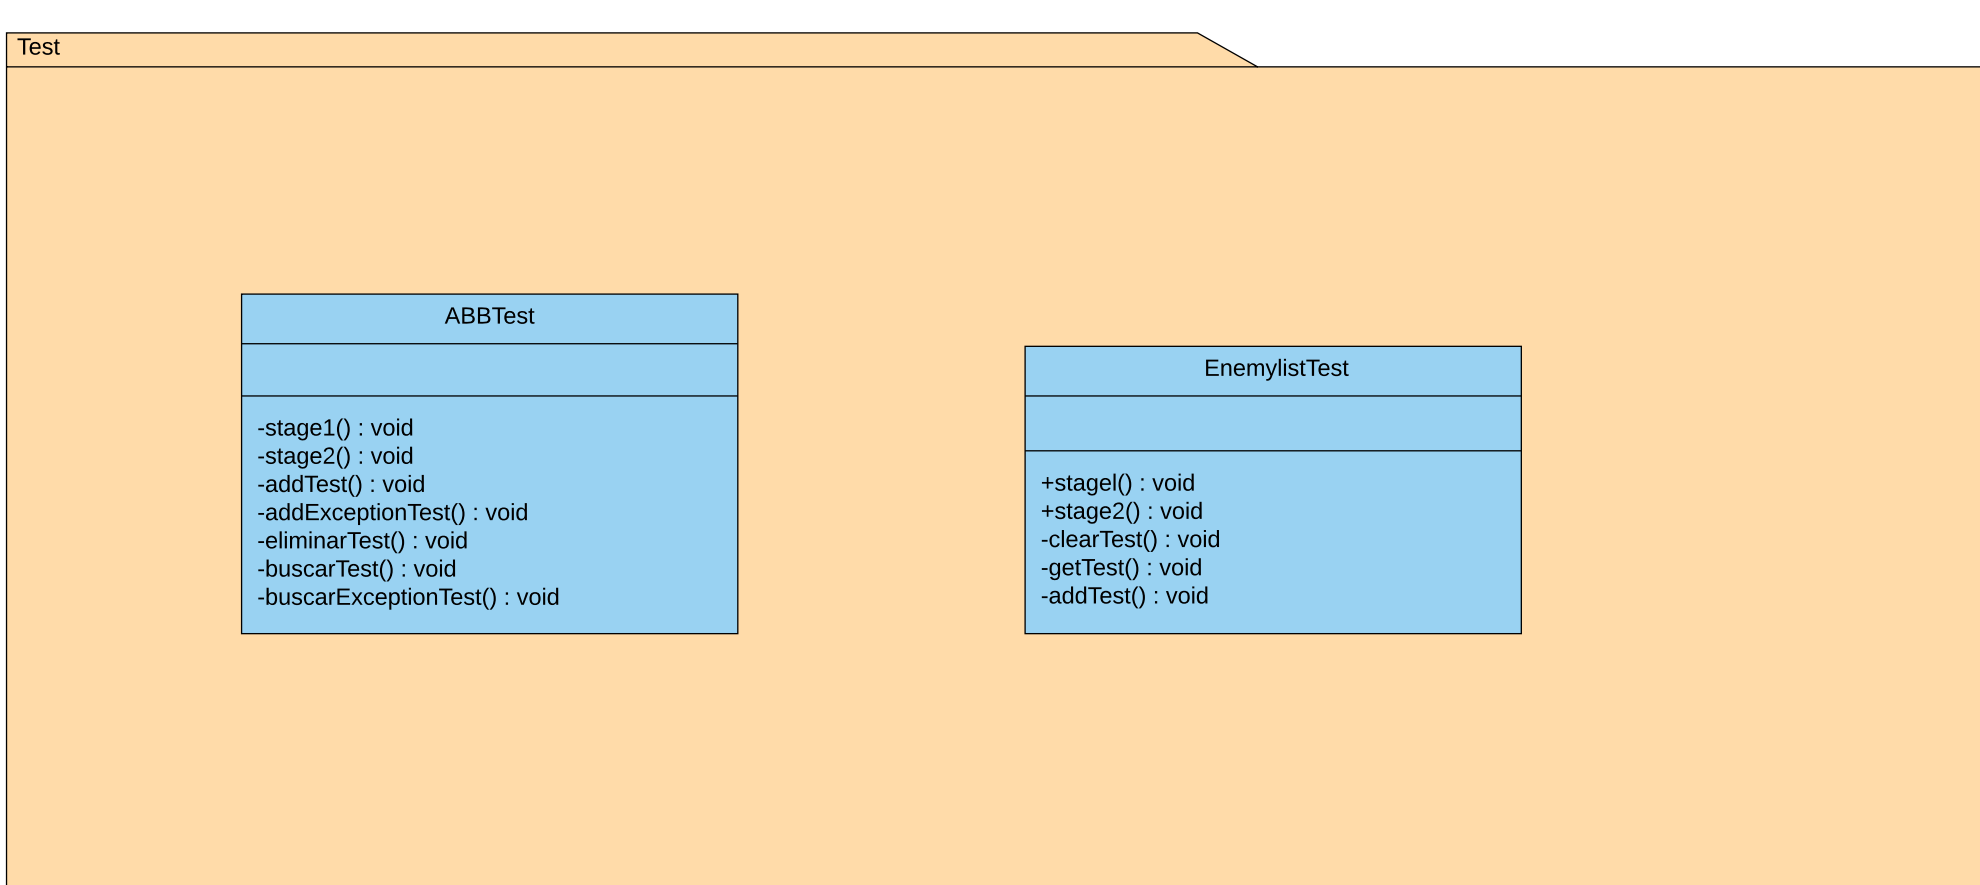 Test
ABBTest
-stage1() : void
-stage2() : void
-addTest() : void
-addExceptionTest() : void
-eliminarTest() : void
-buscarTest() : void
-buscarExceptionTest() : void
EnemylistTest
+stagel() : void
+stage2() : void
-clearTest() : void
-getTest() : void
-addTest() : void